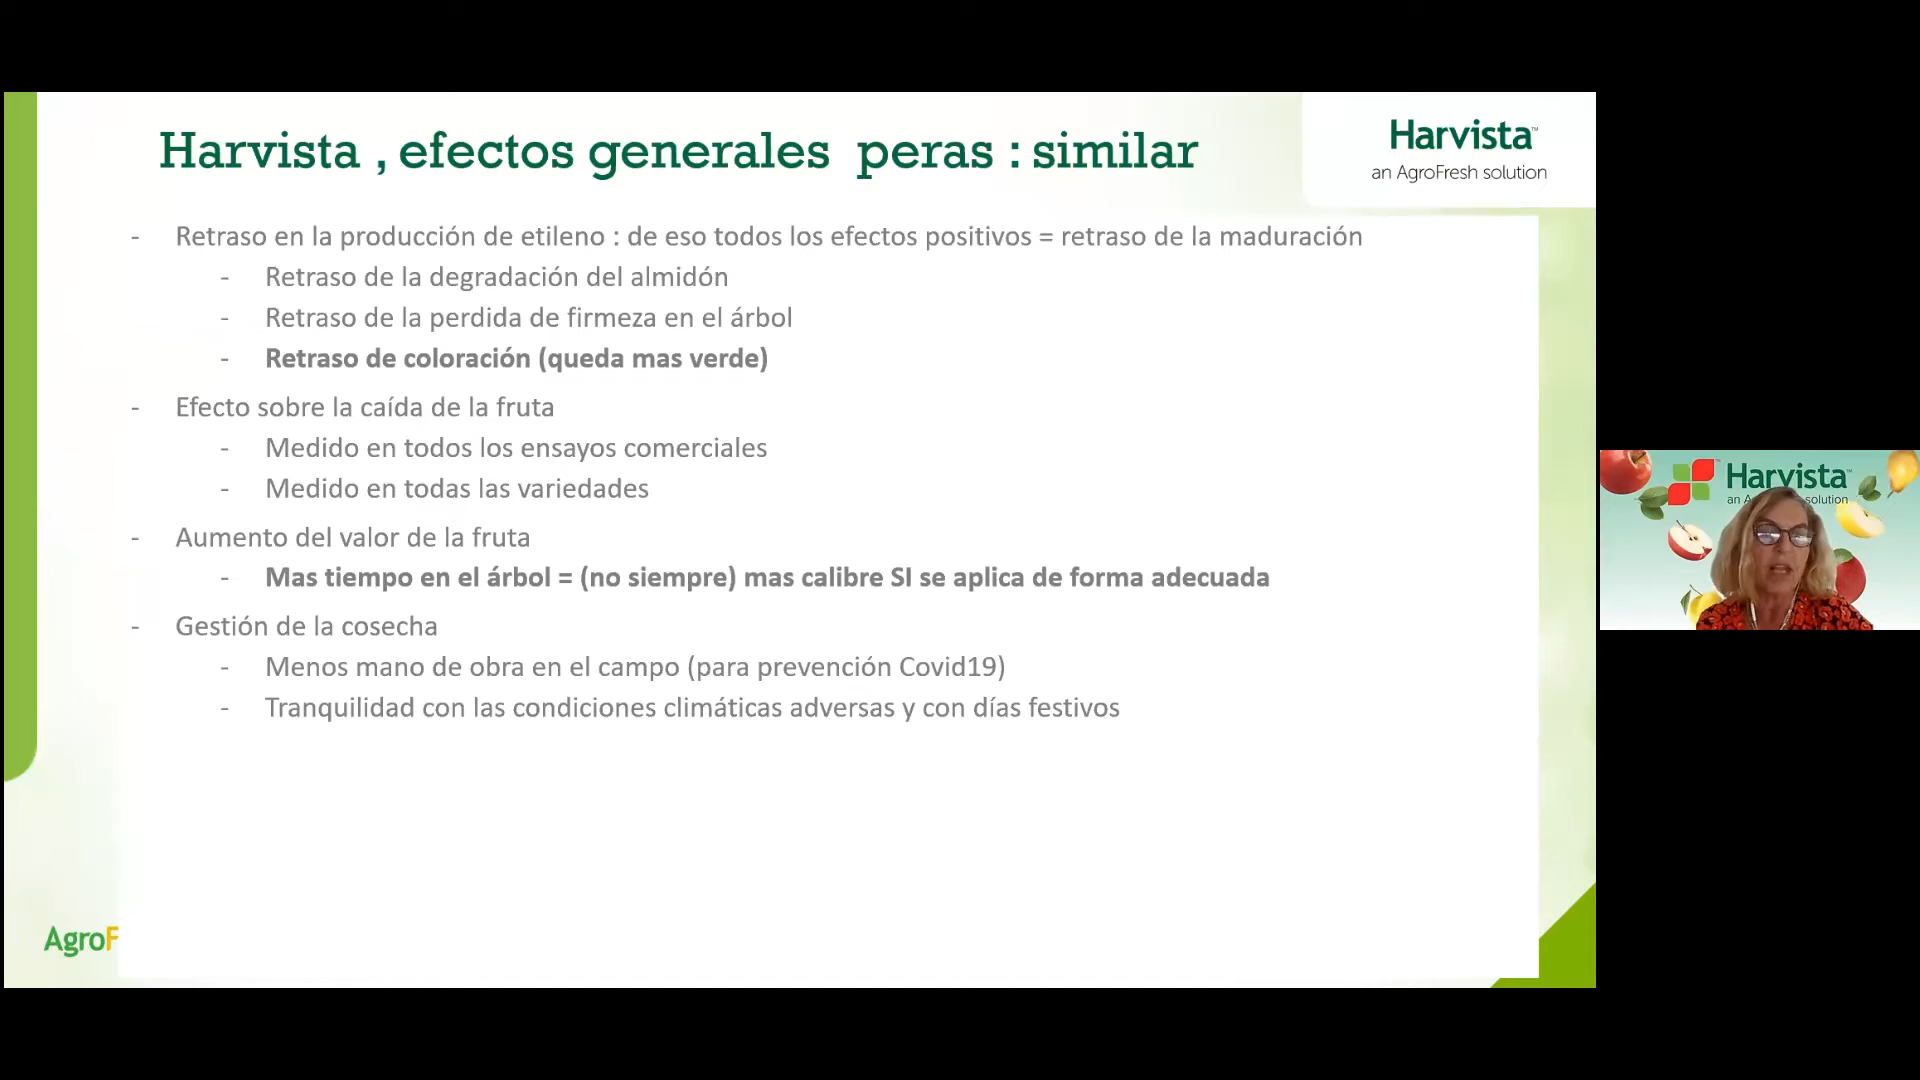 Harvista , efectos generales peras : similar
Harvista™
an AgroFresh solution
- Retraso en la producción de etileno : de eso todos los efectos positivos = retraso de la maduración
- Retraso de la degradación del almidón
- Retraso de la perdida de firmeza en el árbol
- Retraso de coloración (queda mas verde)
- Efecto sobre la caída de la fruta
- Medido en todos los ensayos comerciales
- Medido en todas las variedades
- Aumento del valor de la fruta
- Mas tiempo en el árbol = (no siempre) mas calibre SI se aplica de forma adecuada
- Gestión de la cosecha
- Menos mano de obra en el campo (para prevención Covid19)
- Tranquilidad con las condiciones climáticas adversas y con días festivos
AgroF
Harvista™
an A solution